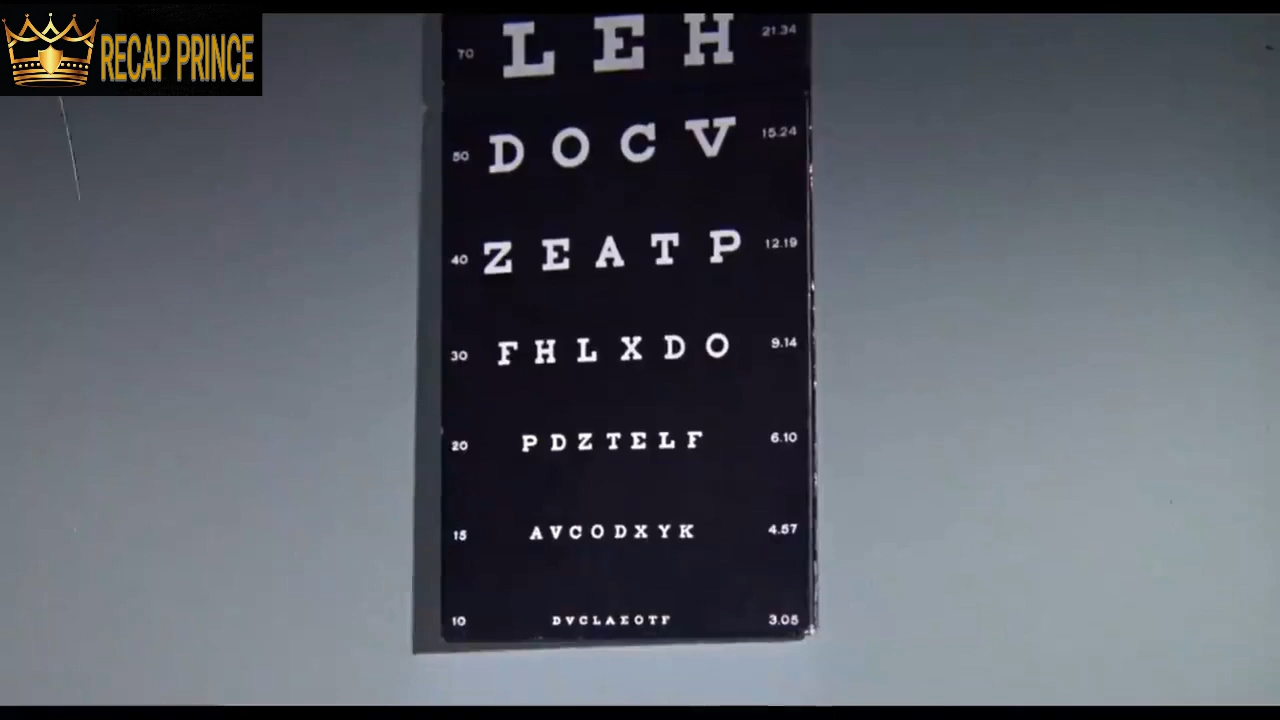 RECAP PRINCE
70 L E H 21.34
50 D O C V 15.24
40 Z E A T P 12.19
30 F H L X D O 9.14
20 P D Z T E L F 6.10
15 A V C O D X Y K 4.57
10 D V C L A E O T F 3.05